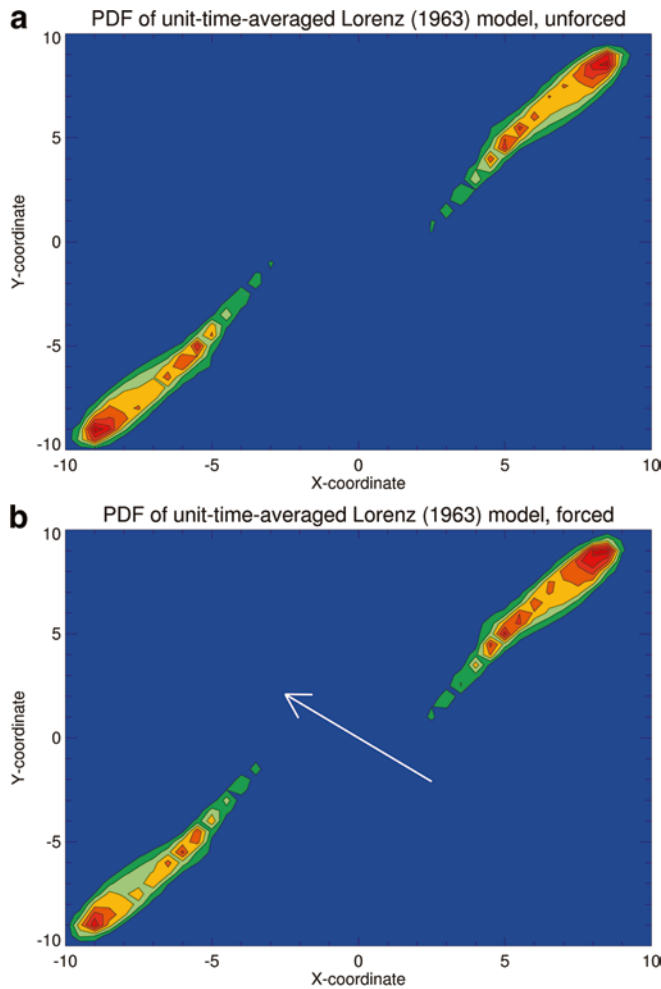 a
PDF of unit-time-averaged Lorenz (1963) model, unforced
10
5
0
-5
-10
Y-coordinate
-10 -5 0 5 10
X-coordinate
b
PDF of unit-time-averaged Lorenz (1963) model, forced
10
5
0
-5
-10
Y-coordinate
-10 -5 0 5 10
X-coordinate